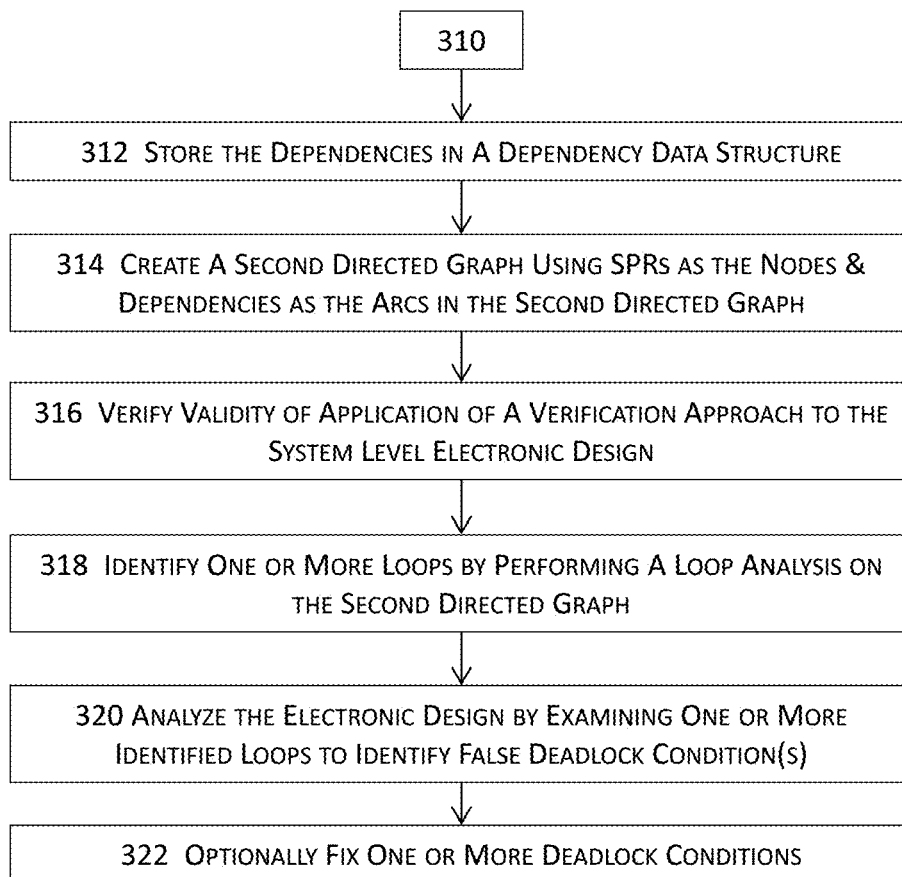 310
312 STORE THE DEPENDENCIES IN A DEPENDENCY DATA STRUCTURE
314 CREATE A SECOND DIRECTED GRAPH USING SPRS AS THE NODES &
DEPENDENCIES AS THE ARCS IN THE SECOND DIRECTED GRAPH
316 VERIFY VALIDITY OF APPLICATION OF A VERIFICATION APPROACH TO THE
SYSTEM LEVEL ELECTRONIC DESIGN
318 IDENTIFY ONE OR MORE LOOPS BY PERFORMING A LOOP ANALYSIS ON
THE SECOND DIRECTED GRAPH
320 ANALYZE THE ELECTRONIC DESIGN BY EXAMINING ONE OR MORE
IDENTIFIED LOOPS TO IDENTIFY FALSE DEADLOCK CONDITION(S)
322 OPTIONALLY FIX ONE OR MORE DEADLOCK CONDITIONS